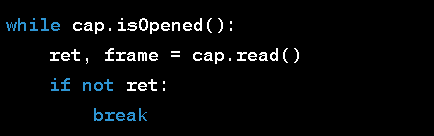 while cap.isOpened():
    ret, frame = cap.read()
    if not ret:
        break